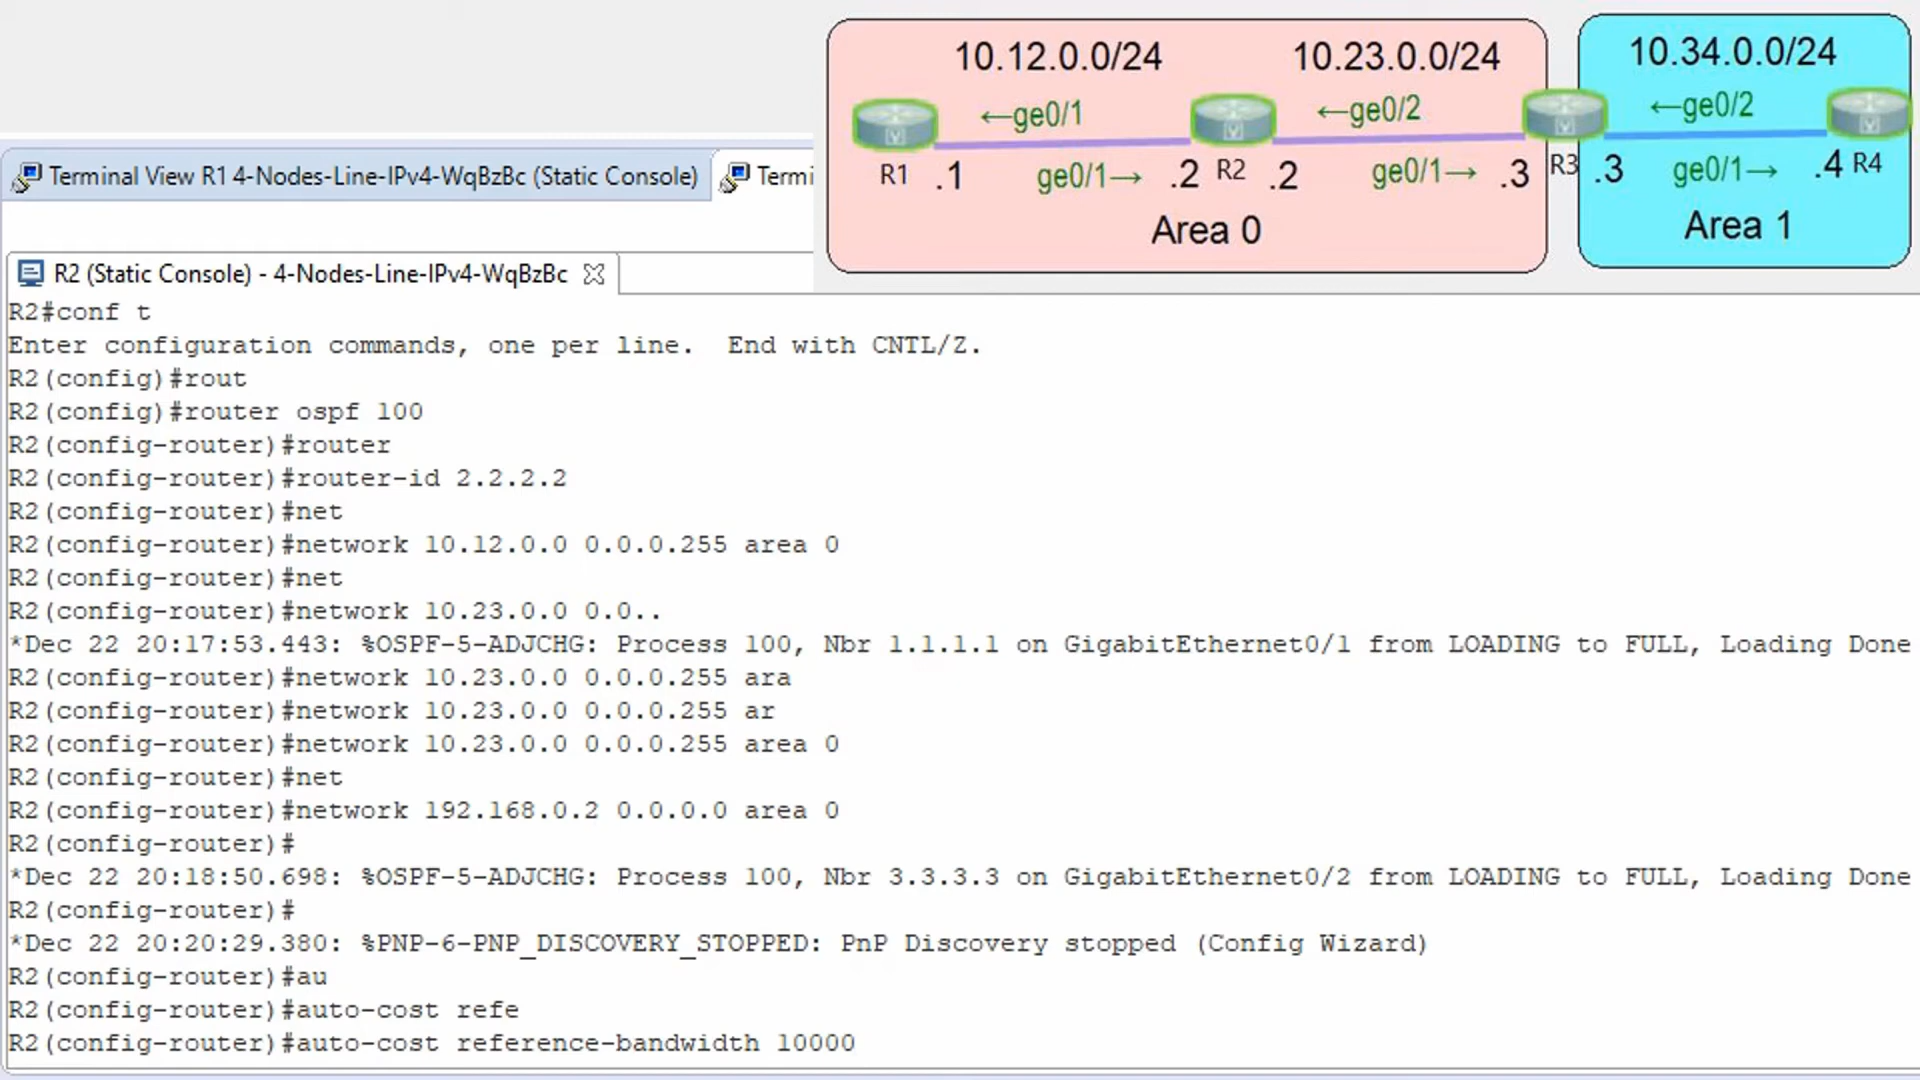 10.12.0.0/24
10.23.0.0/24
10.34.0.0/24
←ge0/1
←ge0/2
←ge0/2
R1 .1 ge0/1→ .2 R2 .2 ge0/1→ .3 R3 .3 ge0/1→ .4 R4
Area 0
Area 1
Terminal View R1 4-Nodes-Line-IPv4-WqBzBc (Static Console)
Termi
R2 (Static Console) - 4-Nodes-Line-IPv4-WqBzBc
R2#conf t
Enter configuration commands, one per line.  End with CNTL/Z.
R2(config)#rout
R2(config)#router ospf 100
R2(config-router)#router
R2(config-router)#router-id 2.2.2.2
R2(config-router)#net
R2(config-router)#network 10.12.0.0 0.0.0.255 area 0
R2(config-router)#net
R2(config-router)#network 10.23.0.0 0.0..
*Dec 22 20:17:53.443: %OSPF-5-ADJCHG: Process 100, Nbr 1.1.1.1 on GigabitEthernet0/1 from LOADING to FULL, Loading Done
R2(config-router)#network 10.23.0.0 0.0.0.255 ara
R2(config-router)#network 10.23.0.0 0.0.0.255 ar
R2(config-router)#network 10.23.0.0 0.0.0.255 area 0
R2(config-router)#net
R2(config-router)#network 192.168.0.2 0.0.0.0 area 0
R2(config-router)#
*Dec 22 20:18:50.698: %OSPF-5-ADJCHG: Process 100, Nbr 3.3.3.3 on GigabitEthernet0/2 from LOADING to FULL, Loading Done
R2(config-router)#
*Dec 22 20:20:29.380: %PNP-6-PNP_DISCOVERY_STOPPED: PnP Discovery stopped (Config Wizard)
R2(config-router)#au
R2(config-router)#auto-cost refe
R2(config-router)#auto-cost reference-bandwidth 10000